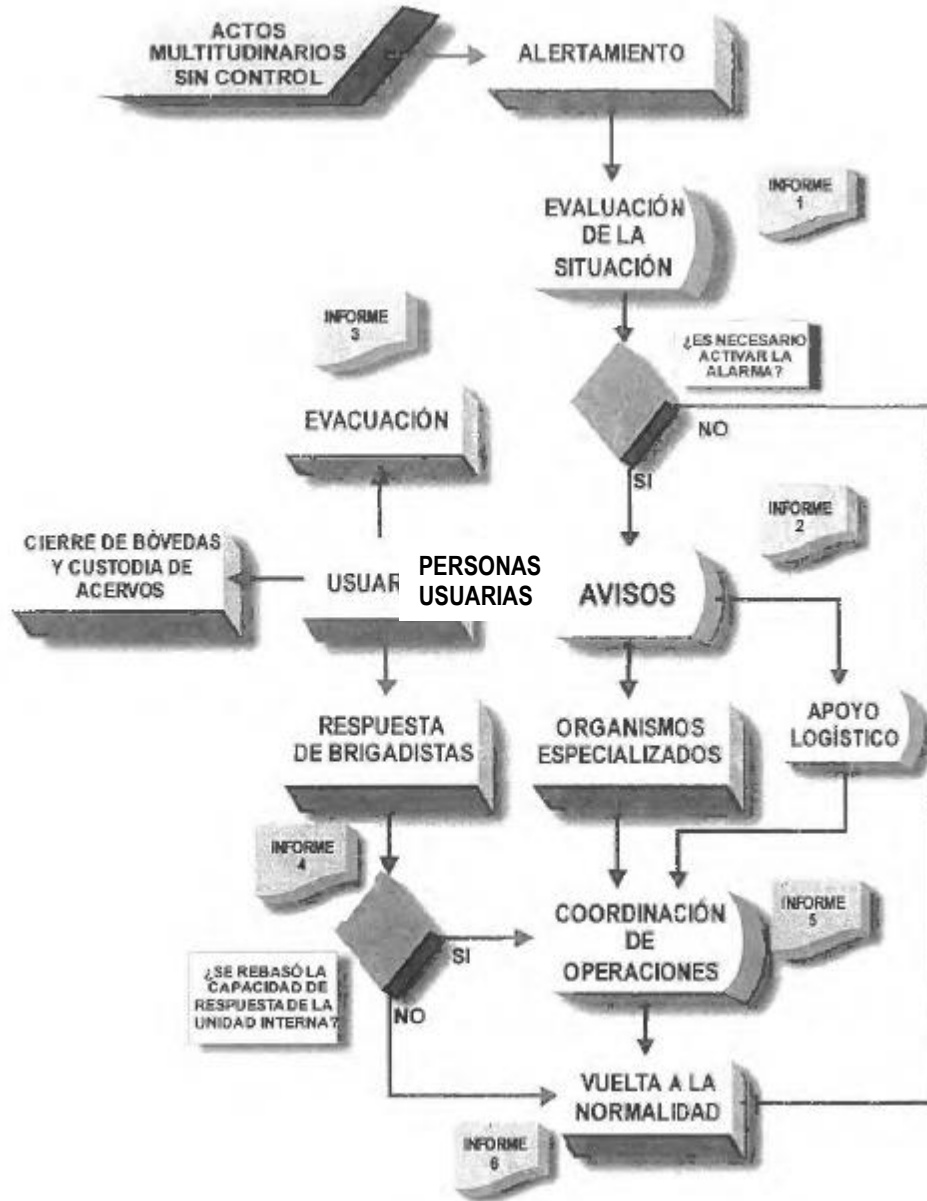 ACTOS
MULTITUDINARIOS
SIN CONTROL
ALERTAMIENTO
INFORME
1
EVALUACIÓN
DE LA
SITUACIÓN
INFORME
3
¿ES NECESARIO
ACTIVAR LA
ALARMA?
EVACUACIÓN
NO
SI
INFORME
2
CIERRE DE BÓVEDAS
Y CUSTODIA DE
ACERVOS
USUAR
PERSONAS
USUARIAS
AVISOS
RESPUESTA
DE BRIGADISTAS
ORGANISMOS
ESPECIALIZADOS
APOYO
LOGÍSTICO
INFORME
4
COORDINACIÓN
DE
OPERACIONES
INFORME
5
SI
¿SE REBASÓ LA
CAPACIDAD DE
RESPUESTA DE LA
UNIDAD INTERNA?
NO
VUELTA A LA
NORMALIDAD
INFORME
6